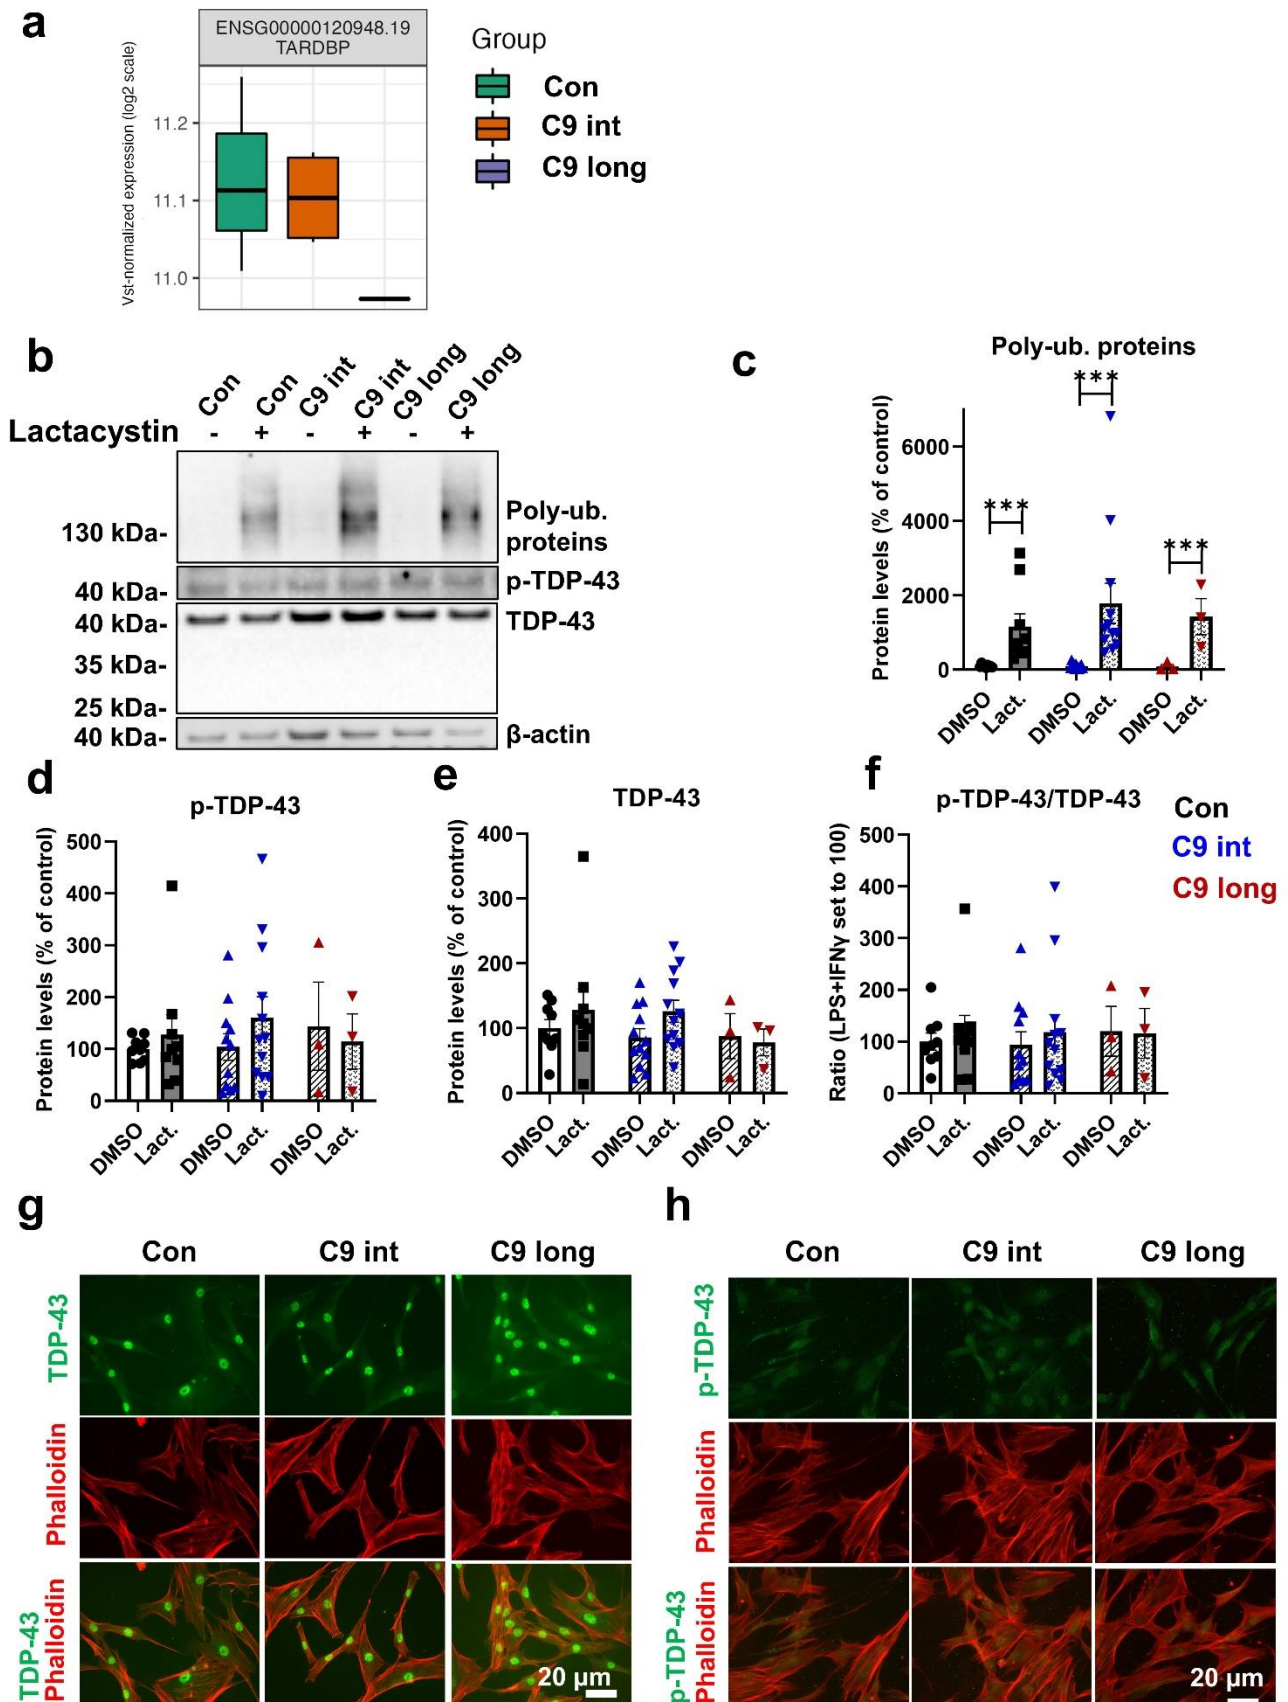 a
ENSG00000120948.19
TARDBP
Vst-normalized expression (log2 scale)
11.2
11.1
11.0
Group
Con
C9 int
C9 long
b
Con
Con
C9 int
C9 int
C9 long
C9 long
Lactacystin
-
+
-
+
-
+
130 kDa-
Poly-ub.
proteins
40 kDa-
p-TDP-43
40 kDa-
TDP-43
35 kDa-
25 kDa-
40 kDa-
β-actin
c
Poly-ub. proteins
Protein levels (% of control)
6000
4000
2000
0
***
***
***
DMSO
Lact.
DMSO
Lact.
DMSO
Lact.
d
p-TDP-43
Protein levels (% of control)
500
400
300
200
100
0
DMSO
Lact.
DMSO
Lact.
DMSO
Lact.
e
TDP-43
Protein levels (% of control)
400
300
200
100
0
DMSO
Lact.
DMSO
Lact.
DMSO
Lact.
f
p-TDP-43/TDP-43
Ratio (LPS+IFNγ set to 100)
500
400
300
200
100
0
DMSO
Lact.
DMSO
Lact.
DMSO
Lact.
Con
C9 int
C9 long
g
Con
C9 int
C9 long
TDP-43
Phalloidin
TDP-43
Phalloidin
20 µm
h
Con
C9 int
C9 long
p-TDP-43
Phalloidin
p-TDP-43
Phalloidin
20 µm